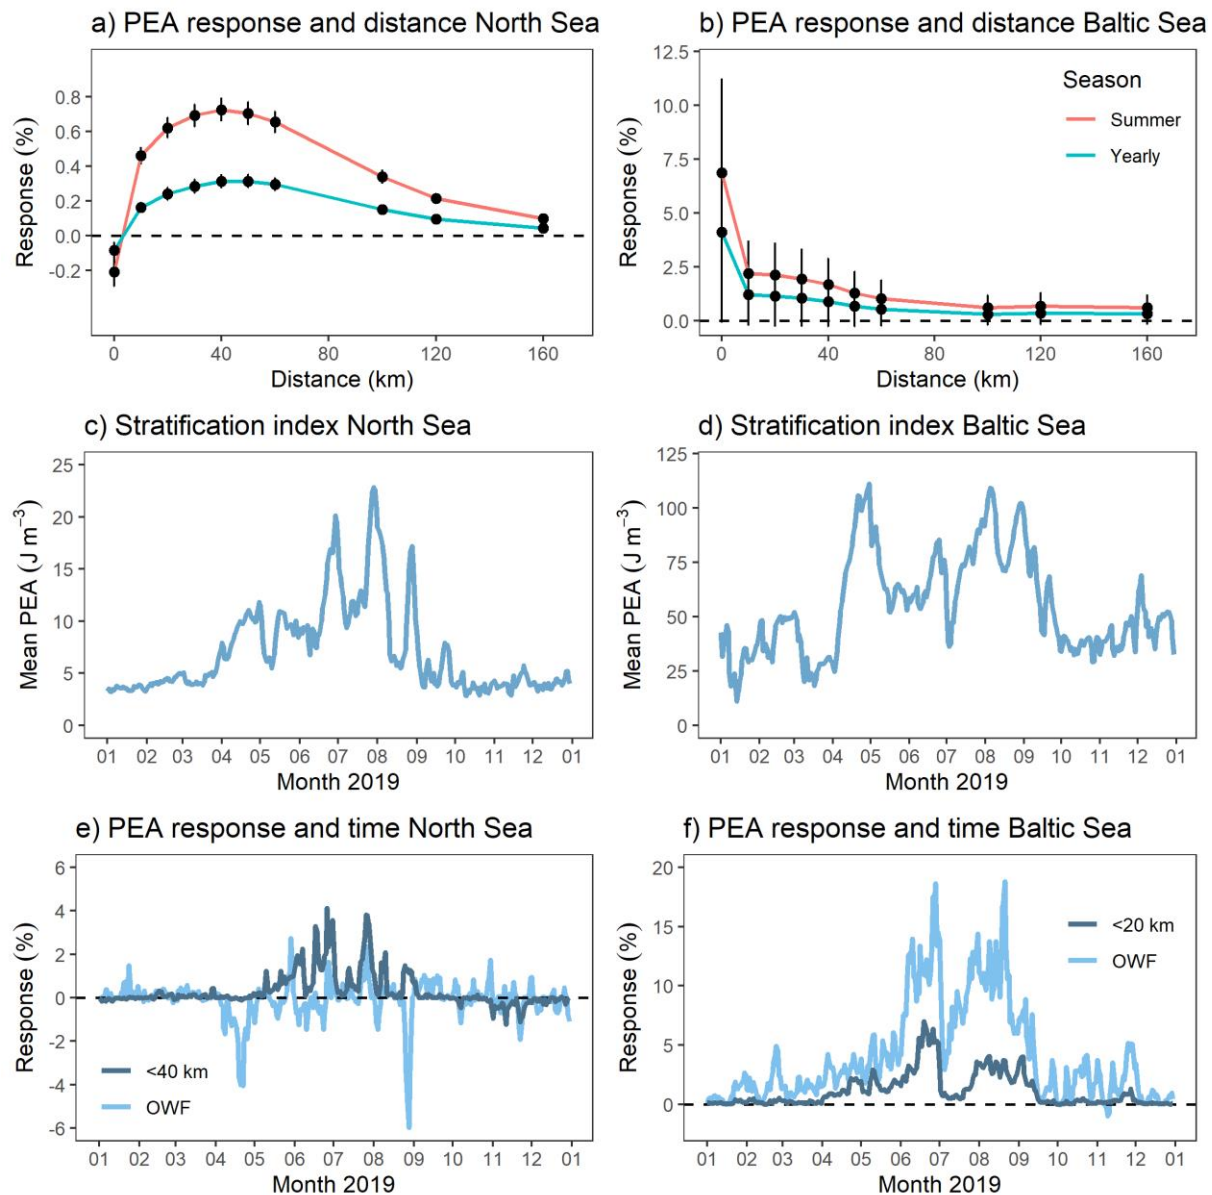 a) PEA response and distance North Sea
0.8
0.6
0.4
0.2
0.0
-0.2
Response (%)
0 40 80 120 160
Distance (km)
b) PEA response and distance Baltic Sea
12.5
10.0
7.5
5.0
2.5
0.0
Response (%)
Season
Summer
Yearly
0 40 80 120 160
Distance (km)
c) Stratification index North Sea
25
20
15
10
5
0
Mean PEA (J m⁻³)
01 02 03 04 05 06 07 08 09 10 11 12 01
Month 2019
d) Stratification index Baltic Sea
125
100
75
50
25
0
Mean PEA (J m⁻³)
01 02 03 04 05 06 07 08 09 10 11 12 01
Month 2019
e) PEA response and time North Sea
6
4
2
0
-2
-4
-6
Response (%)
<40 km
OWF
01 02 03 04 05 06 07 08 09 10 11 12 01
Month 2019
f) PEA response and time Baltic Sea
20
15
10
5
0
Response (%)
<20 km
OWF
01 02 03 04 05 06 07 08 09 10 11 12 01
Month 2019